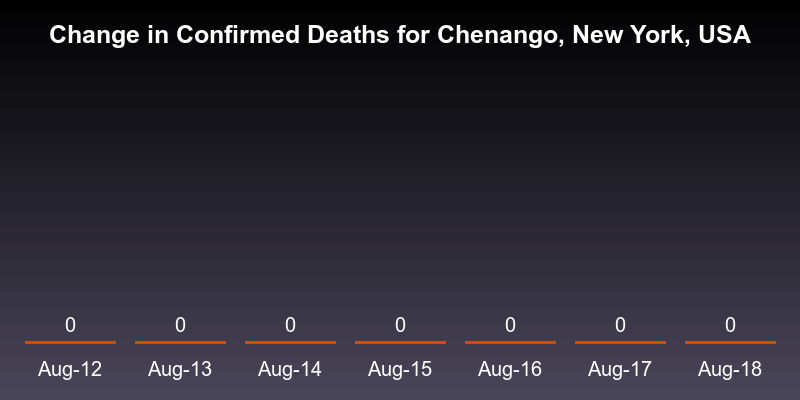 Change in Confirmed Deaths for Chenango, New York, USA
0 0 0 0 0 0 0
Aug-12 Aug-13 Aug-14 Aug-15 Aug-16 Aug-17 Aug-18